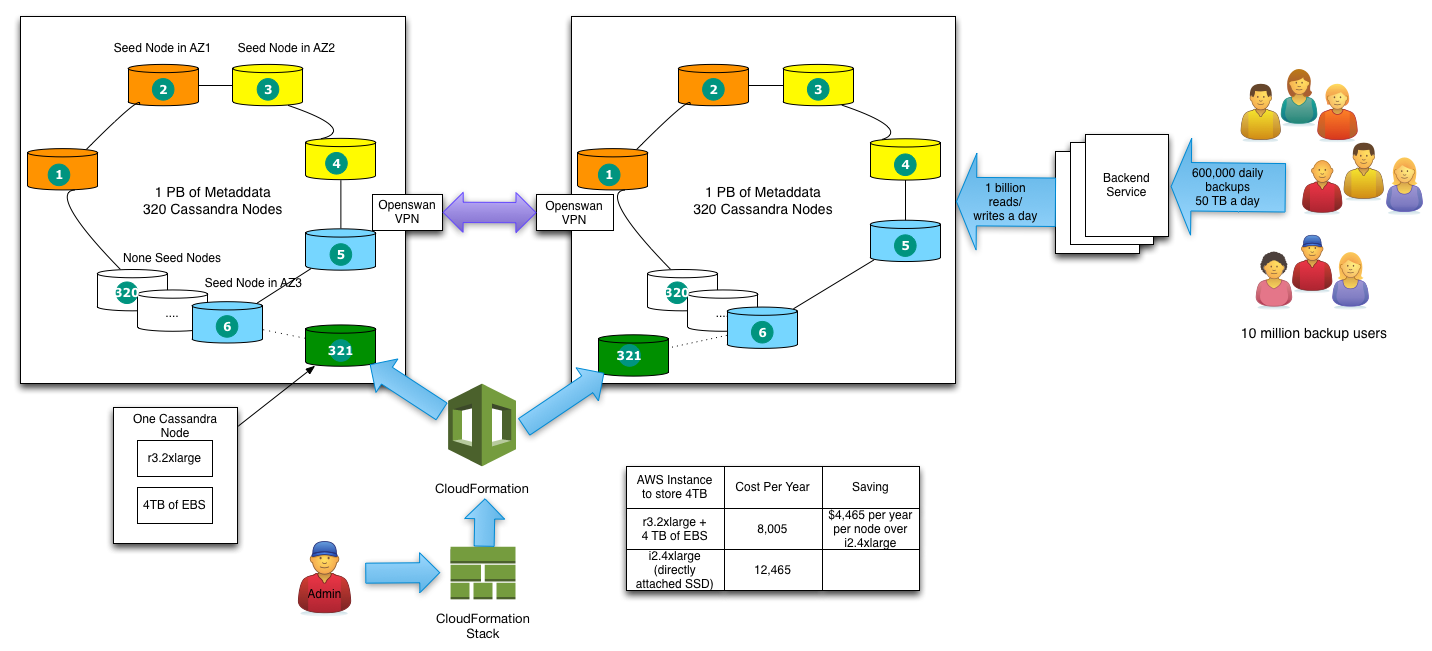 Seed Node in AZ1
Seed Node in AZ2
2
3
1
4
1 PB of Metaddata
320 Cassandra Nodes
Openswan
VPN
5
None Seed Nodes
Seed Node in AZ3
320
....
6
321
2
3
1
4
1 PB of Metaddata
320 Cassandra Nodes
Openswan
VPN
5
320
....
6
321
1 billion
reads/
writes a day
Backend
Service
600,000 daily
backups
50 TB a day
10 million backup users
One Cassandra
Node
r3.2xlarge
4TB of EBS
CloudFormation
Admin
CloudFormation
Stack
AWS Instance
to store 4TB
Cost Per Year
Saving
r3.2xlarge +
4 TB of EBS
8,005
$4,465 per year
per node over
i2.4xlarge
i2.4xlarge
(directly
attached SSD)
12,465